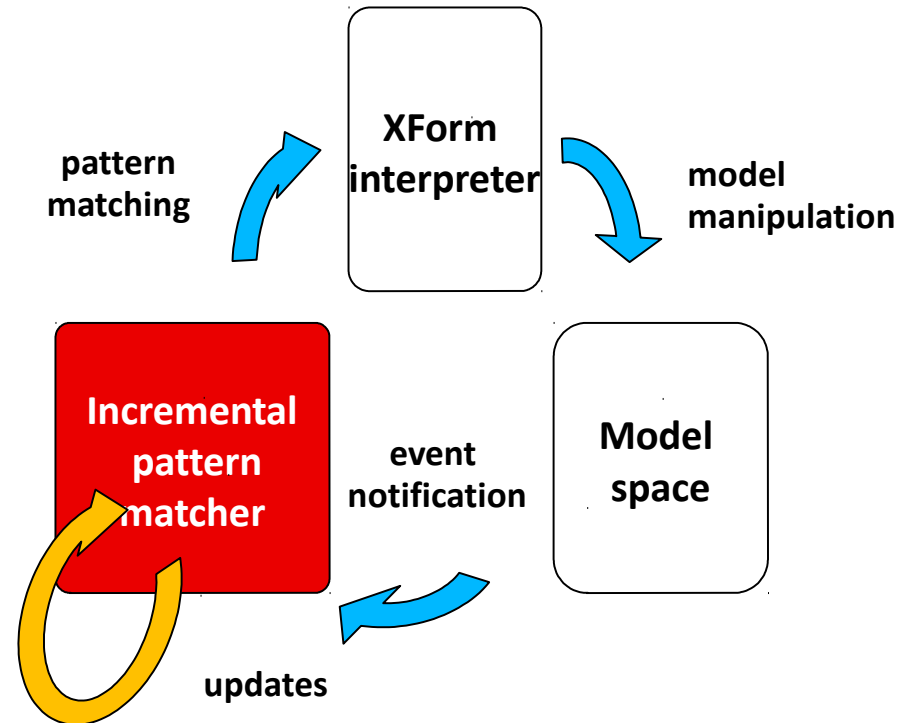 XForm
interpreter
pattern
matching
model
manipulation
Incremental
pattern
matcher
event
notification
Model
space
updates